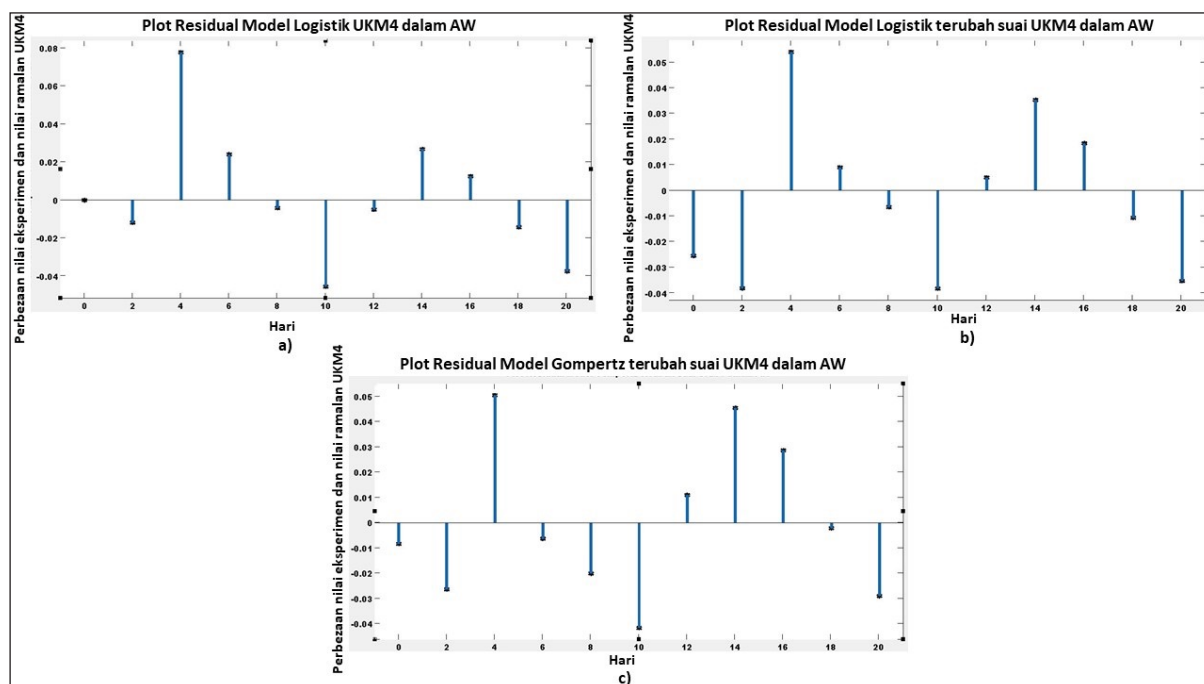 Plot Residual Model Logistik UKM4 dalam AW
Perbezaan nilai eksperimen dan nilai ramalan UKM4
0.08
0.06
0.04
0.02
0
-0.02
-0.04
0 2 4 6 8 10 12 14 16 18 20
Hari
a)
Plot Residual Model Logistik terubah suai UKM4 dalam AW
Perbezaan nilai eksperimen dan nilai ramalan UKM4
0.05
0.04
0.03
0.02
0.01
0
-0.01
-0.02
-0.03
-0.04
0 2 4 6 8 10 12 14 16 18 20
Hari
b)
Plot Residual Model Gompertz terubah suai UKM4 dalam AW
Perbezaan nilai eksperimen dan nilai ramalan UKM4
0.05
0.04
0.03
0.02
0.01
0
-0.01
-0.02
-0.03
-0.04
0 2 4 6 8 10 12 14 16 18 20
Hari
c)